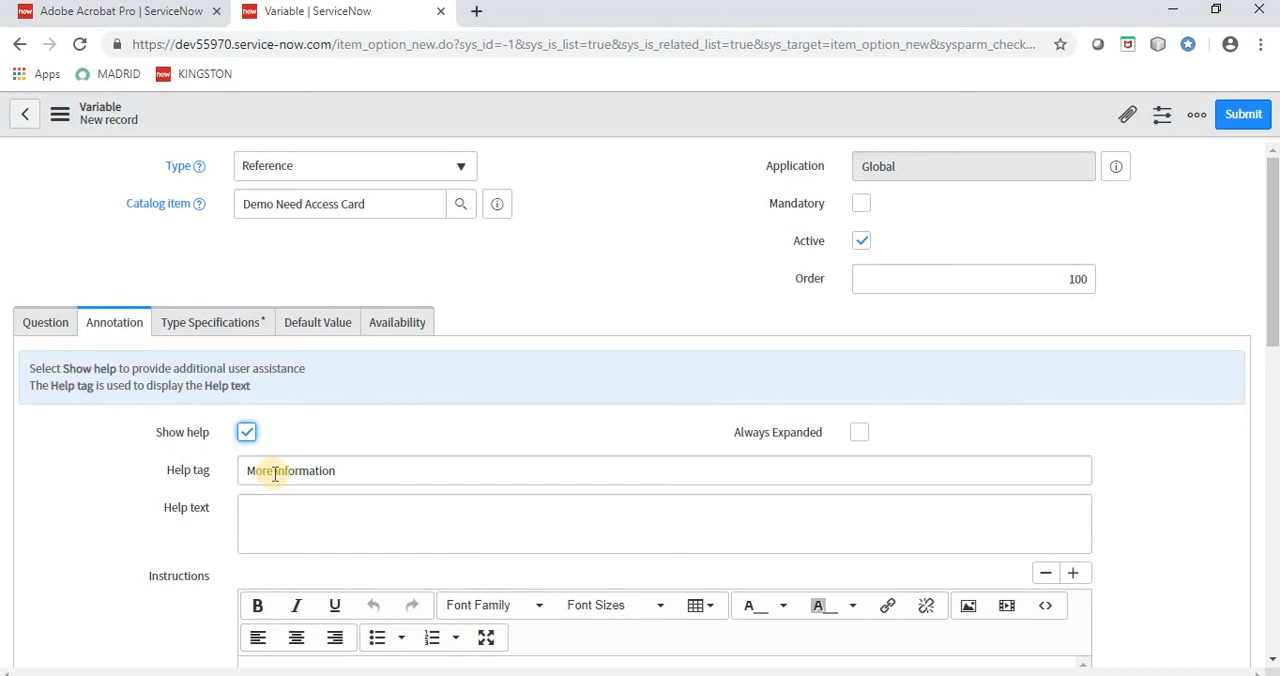 now Adobe Acrobat Pro | ServiceNow
now Variable | ServiceNow
https://dev55970.service-now.com/item_option_new.do?sys_id=-1&sys_is_list=true&sys_is_related_list=true&sys_target=item_option_new&sysparm_check...
Apps MADRID now KINGSTON
Variable
New record
Submit
Type Reference
Application Global
Catalog item Demo Need Access Card
Mandatory
Active
Order 100
Question Annotation Type Specifications* Default Value Availability
Select Show help to provide additional user assistance
The Help tag is used to display the Help text
Show help
Always Expanded
Help tag More information
Help text
Instructions
B I U Font Family Font Sizes A A